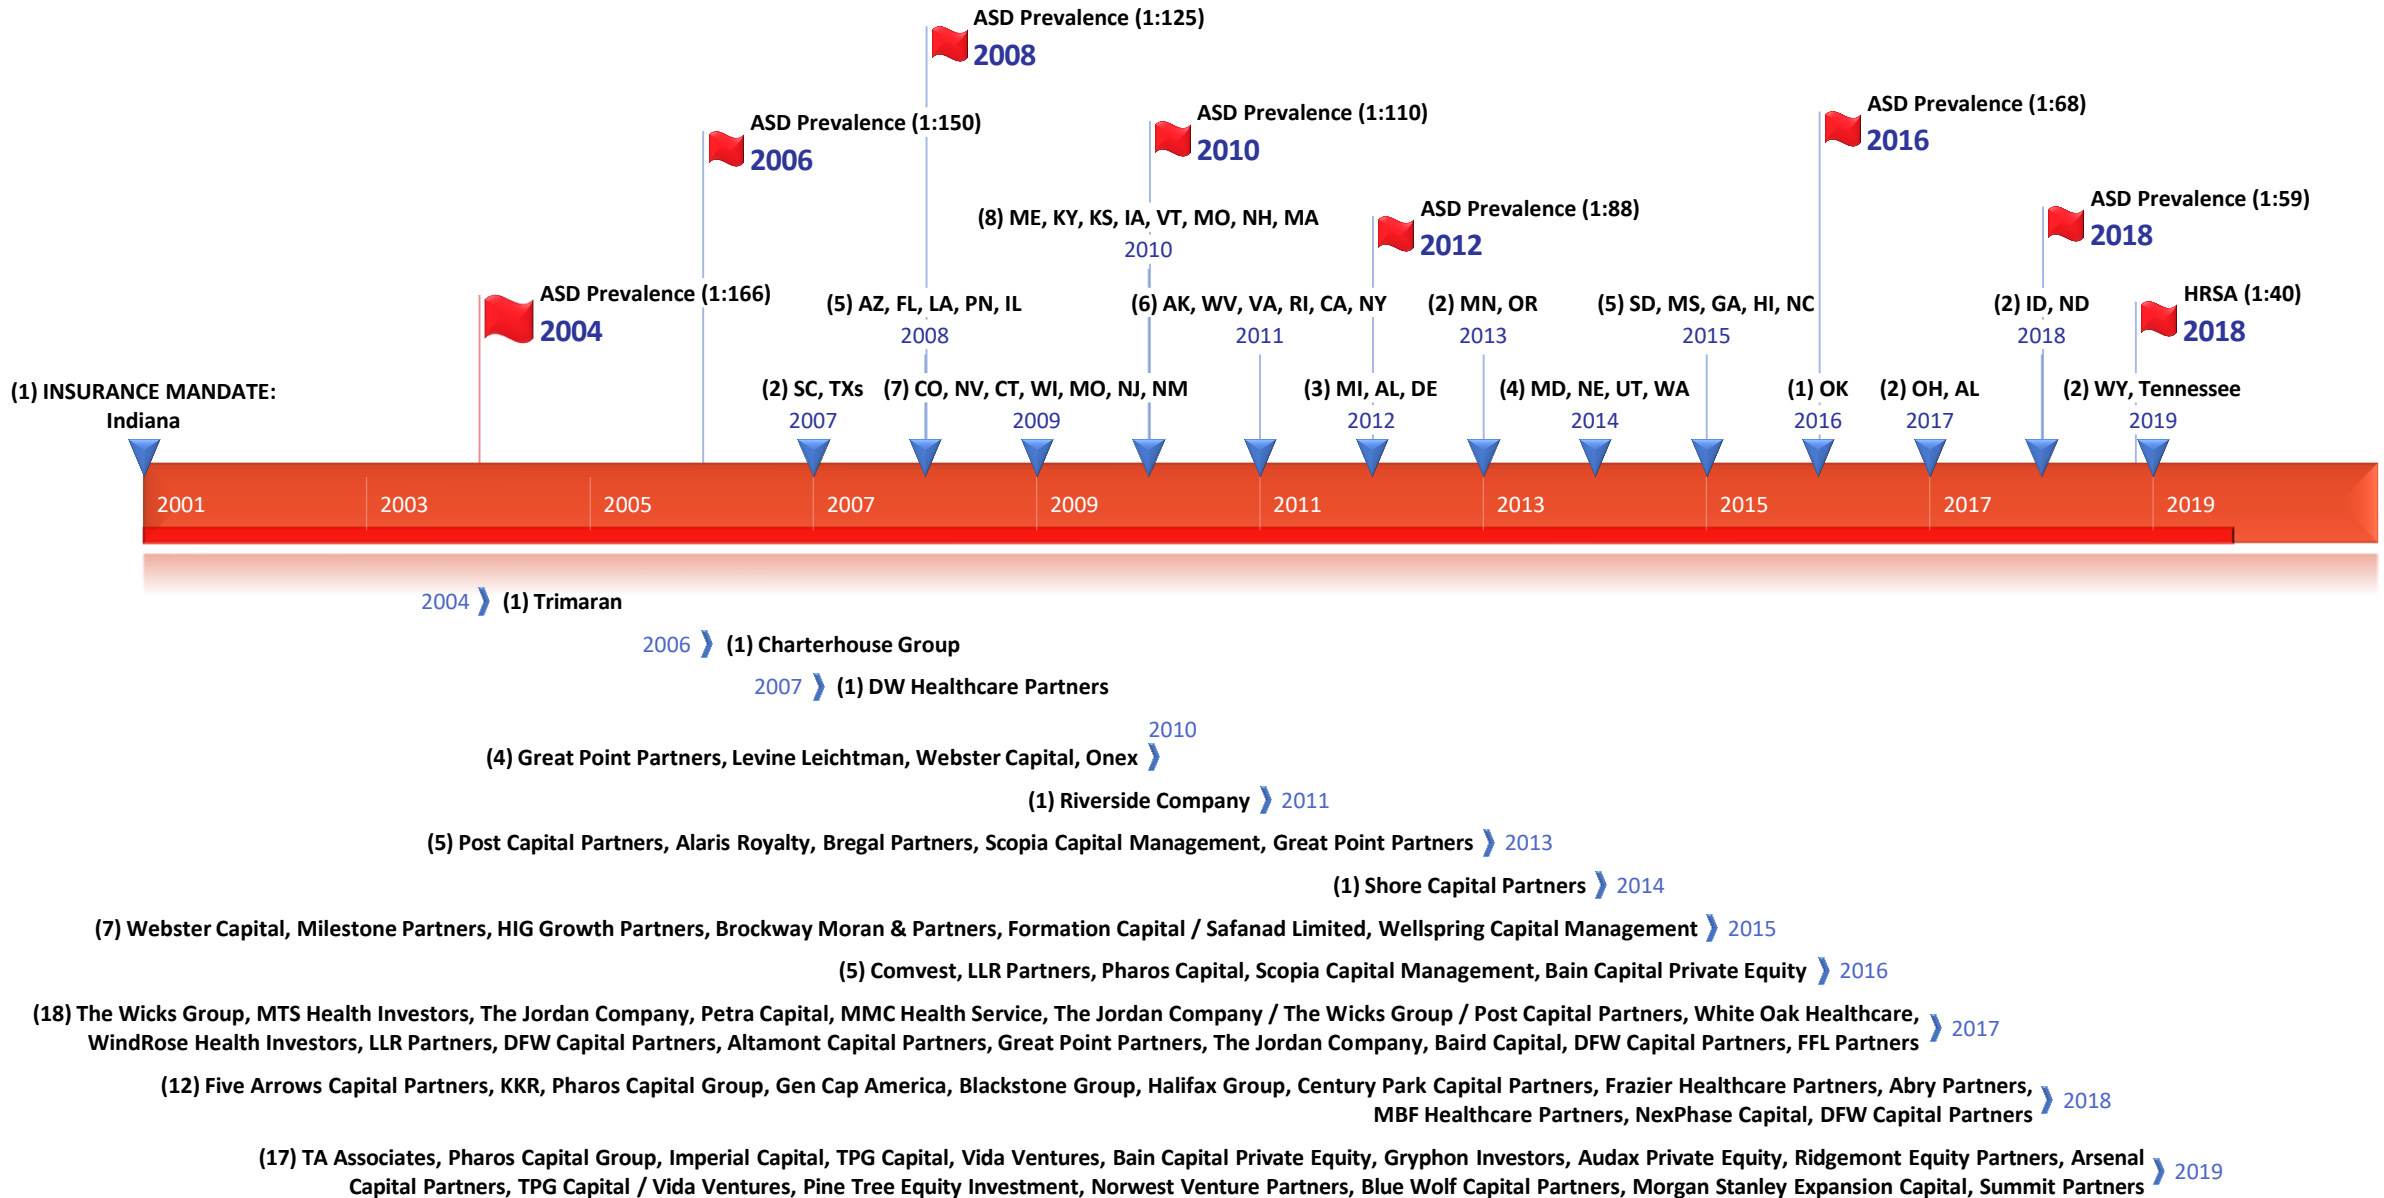 ASD Prevalence (1:125)
2008
ASD Prevalence (1:150)
2006
ASD Prevalence (1:110)
2010
ASD Prevalence (1:68)
2016
(8) ME, KY, KS, IA, VT, MO, NH, MA
2010
ASD Prevalence (1:88)
2012
ASD Prevalence (1:59)
2018
ASD Prevalence (1:166)
2004
(5) AZ, FL, LA, PN, IL
2008
(6) AK, WV, VA, RI, CA, NY
2011
(2) MN, OR
2013
(5) SD, MS, GA, HI, NC
2015
(2) ID, ND
2018
HRSA (1:40)
2018
(1) INSURANCE MANDATE:
Indiana
(2) SC, TXs
2007
(7) CO, NV, CT, WI, MO, NJ, NM
2009
(3) MI, AL, DE
2012
(4) MD, NE, UT, WA
2014
(1) OK
2016
(2) OH, AL
2017
(2) WY, Tennessee
2019
2001
2003
2005
2007
2009
2011
2013
2015
2017
2019
2004 (1) Trimaran
2006 (1) Charterhouse Group
2007 (1) DW Healthcare Partners
2010
(4) Great Point Partners, Levine Leichtman, Webster Capital, Onex
(1) Riverside Company 2011
(5) Post Capital Partners, Alaris Royalty, Bregal Partners, Scopia Capital Management, Great Point Partners 2013
(1) Shore Capital Partners 2014
(7) Webster Capital, Milestone Partners, HIG Growth Partners, Brockway Moran & Partners, Formation Capital / Safanad Limited, Wellspring Capital Management 2015
(5) Comvest, LLR Partners, Pharos Capital, Scopia Capital Management, Bain Capital Private Equity 2016
(18) The Wicks Group, MTS Health Investors, The Jordan Company, Petra Capital, MMC Health Service, The Jordan Company / The Wicks Group / Post Capital Partners, White Oak Healthcare,
WindRose Health Investors, LLR Partners, DFW Capital Partners, Altamont Capital Partners, Great Point Partners, The Jordan Company, Baird Capital, DFW Capital Partners, FFL Partners
2017
(12) Five Arrows Capital Partners, KKR, Pharos Capital Group, Gen Cap America, Blackstone Group, Halifax Group, Century Park Capital Partners, Frazier Healthcare Partners, Abry Partners,
MBF Healthcare Partners, NexPhase Capital, DFW Capital Partners
2018
(17) TA Associates, Pharos Capital Group, Imperial Capital, TPG Capital, Vida Ventures, Bain Capital Private Equity, Gryphon Investors, Audax Private Equity, Ridgemont Equity Partners, Arsenal
Capital Partners, TPG Capital / Vida Ventures, Pine Tree Equity Investment, Norwest Venture Partners, Blue Wolf Capital Partners, Morgan Stanley Expansion Capital, Summit Partners
2019